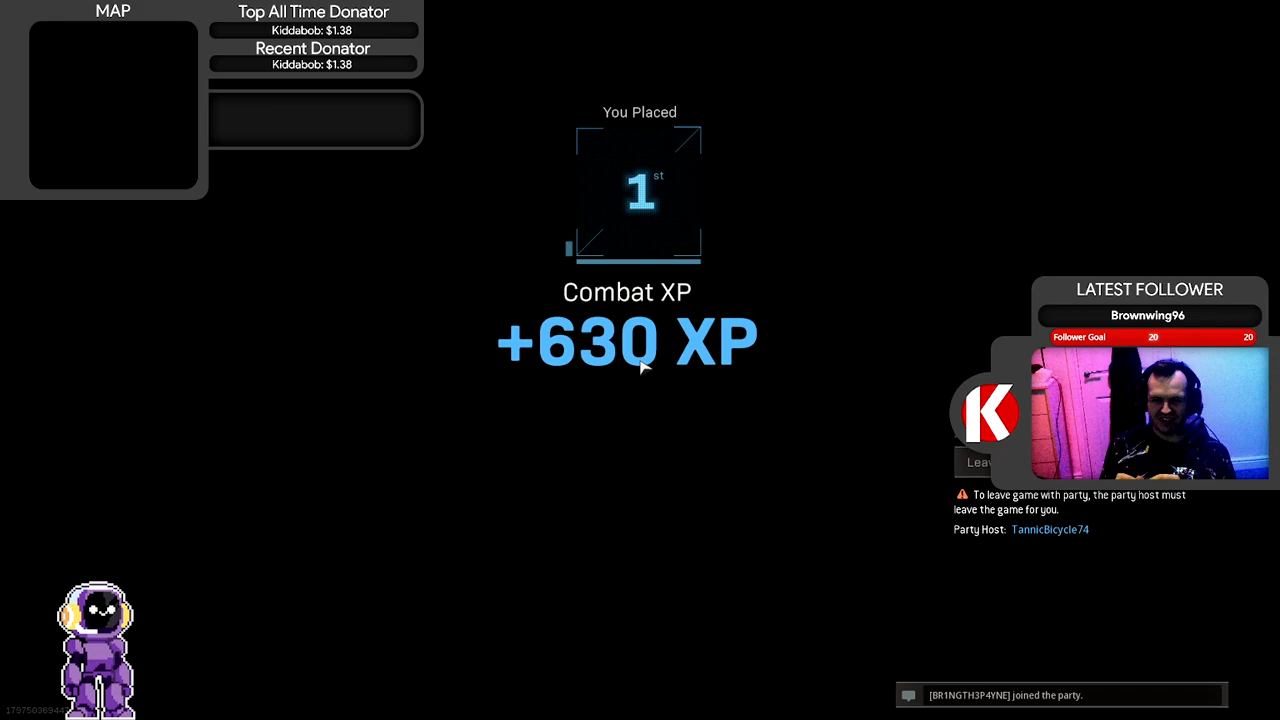 MAP
Top All Time Donator
Kiddabob: $1.38
Recent Donator
Kiddabob: $1.38
You Placed
1st
Combat XP
+630 XP
LATEST FOLLOWER
Brownwing96
Follower Goal 20 20
K
Lea
To leave game with party, the party host must
leave the game for you.
Party Host: TannicBicycle74
[BR1NGTH3P4YNE] joined the party.